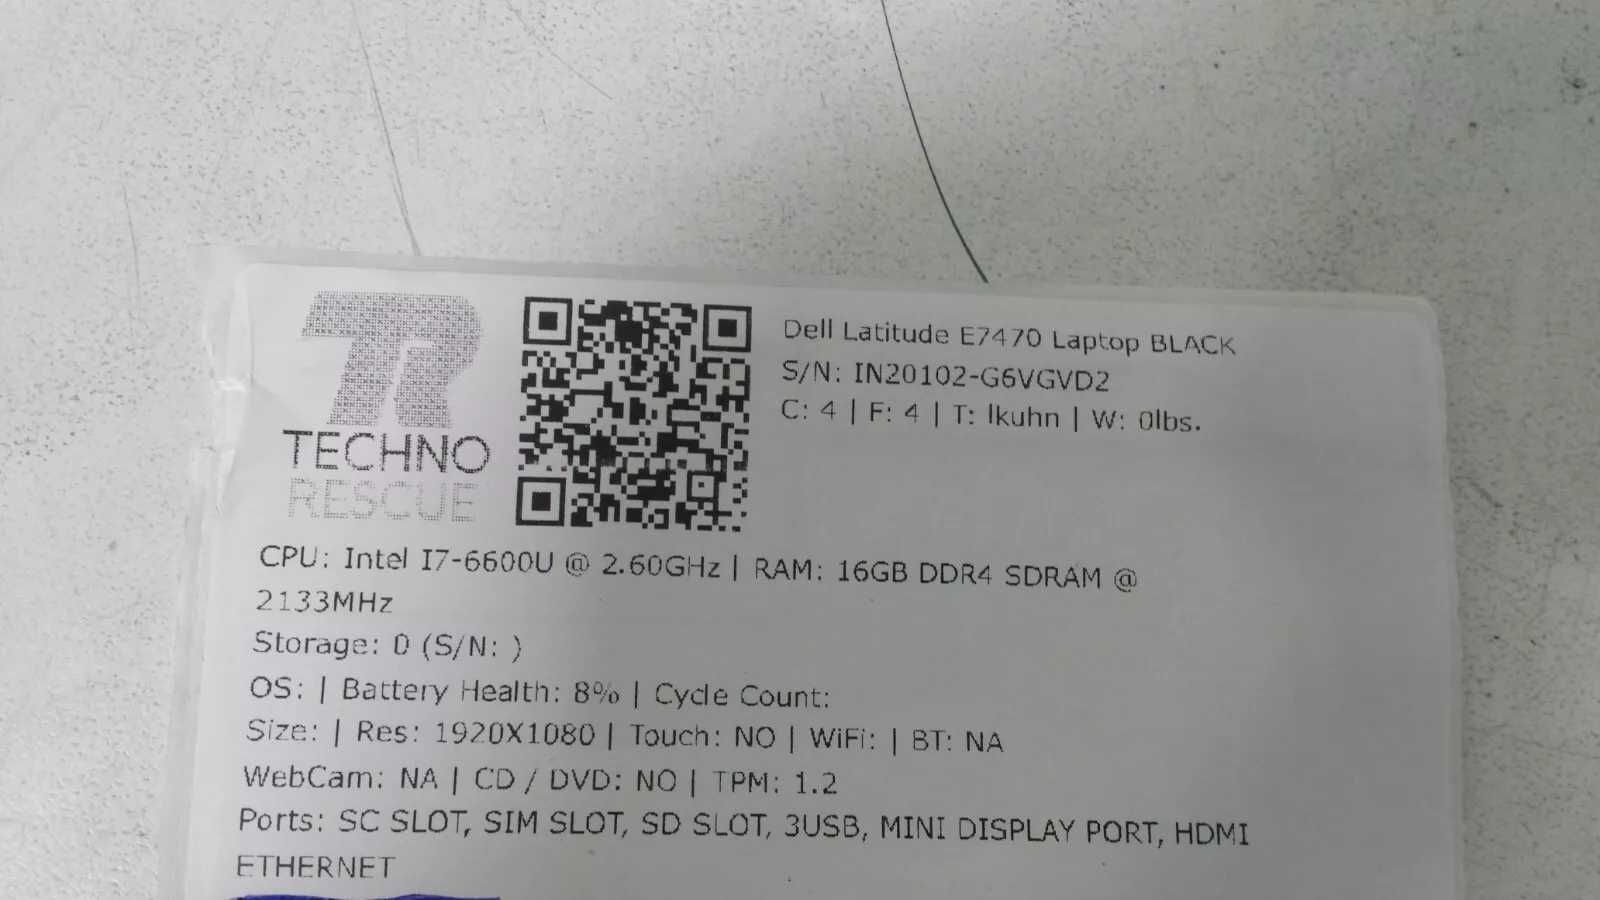 TECHNO
RESCUE
Dell Latitude E7470 Laptop BLACK
S/N: IN20102-G6VGVD2
C: 4 | F: 4 | T: lkuhn | W: 0lbs.
CPU: Intel I7-6600U @ 2.60GHz | RAM: 16GB DDR4 SDRAM @
2133MHz
Storage: 0 (S/N: )
OS: | Battery Health: 8% | Cycle Count:
Size: | Res: 1920X1080 | Touch: NO | WiFi: | BT: NA
WebCam: NA | CD / DVD: NO | TPM: 1.2
Ports: SC SLOT, SIM SLOT, SD SLOT, 3USB, MINI DISPLAY PORT, HDMI
ETHERNET